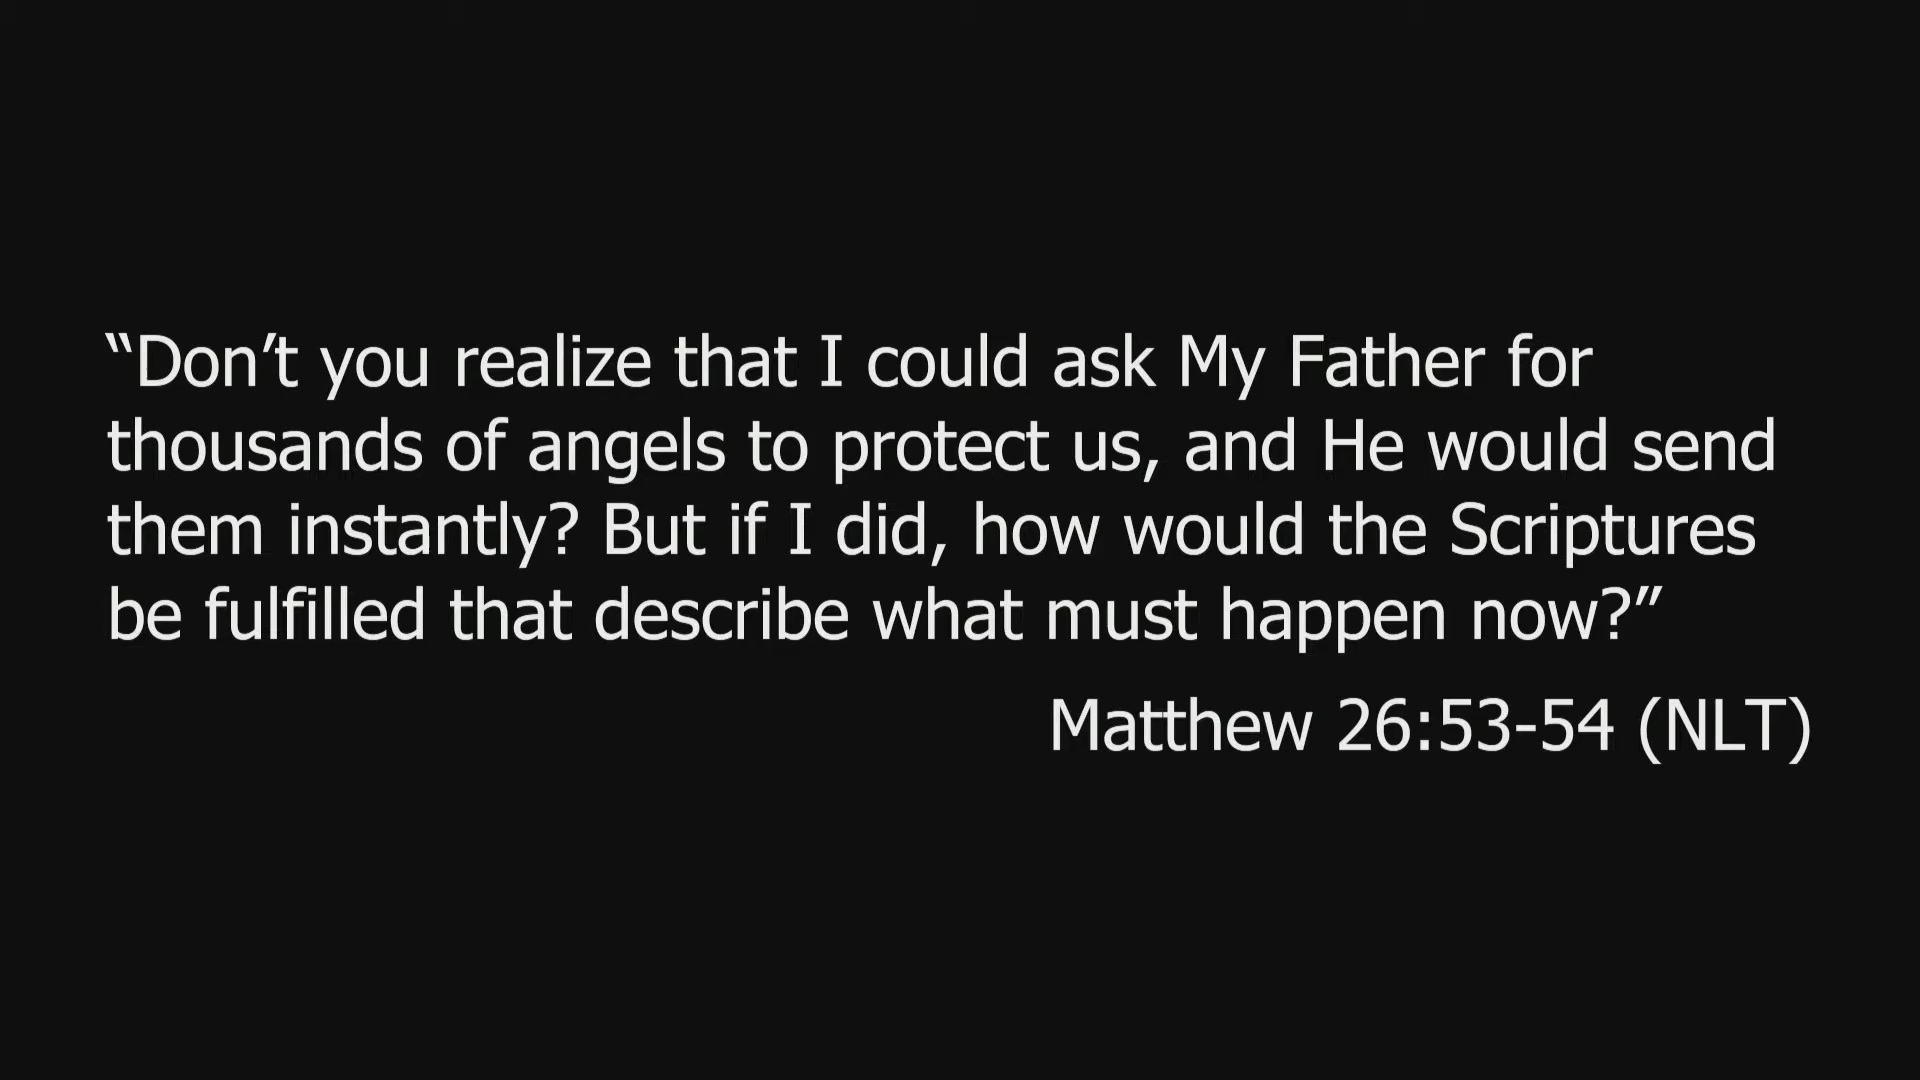 “Don’t you realize that I could ask My Father for
thousands of angels to protect us, and He would send
them instantly? But if I did, how would the Scriptures
be fulfilled that describe what must happen now?”
Matthew 26:53-54 (NLT)